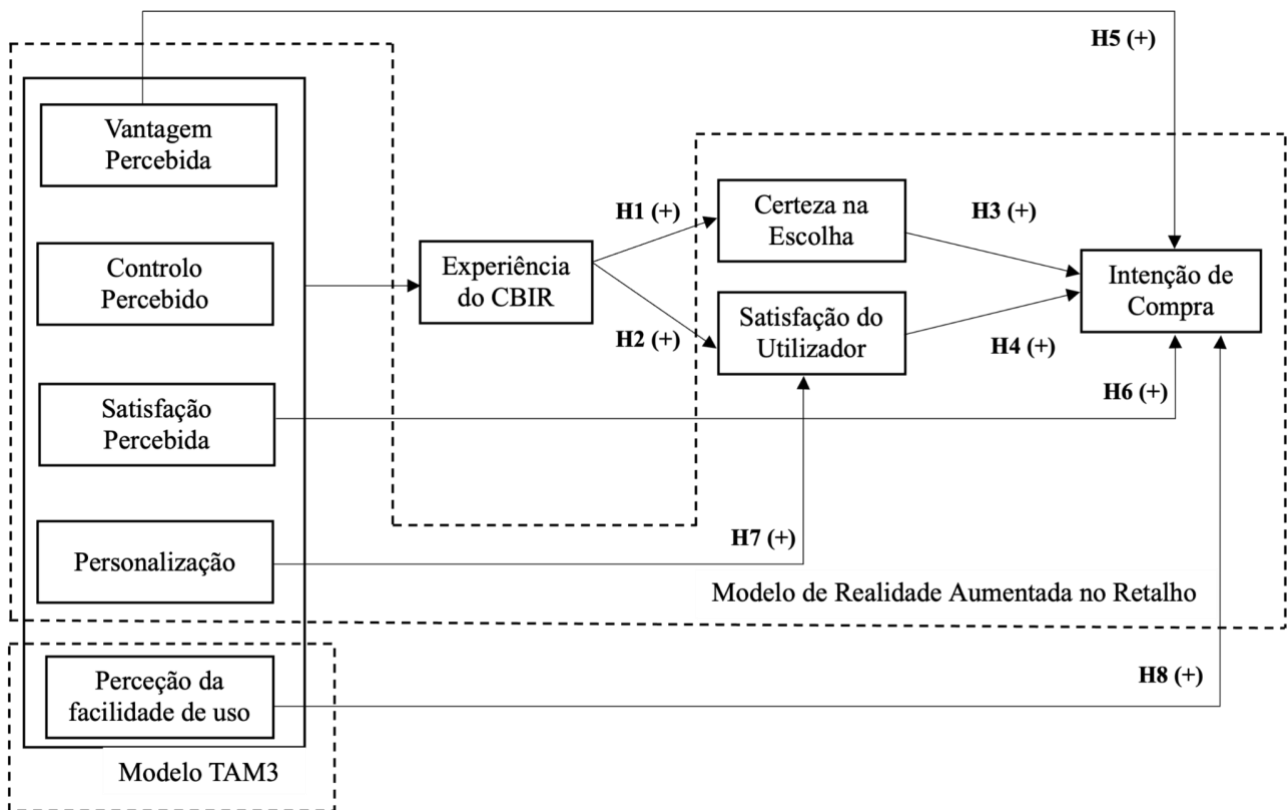 H5 (+)
Vantagem
Percebida
H1 (+)
Certeza na
Escolha
H3 (+)
Controlo
Percebido
Experiência
do CBIR
Intenção de
Compra
H2 (+)
Satisfação do
Utilizador
H4 (+)
Satisfação
Percebida
H6 (+)
Personalização
H7 (+)
Modelo de Realidade Aumentada no Retalho
Perceção da
facilidade de uso
H8 (+)
Modelo TAM3